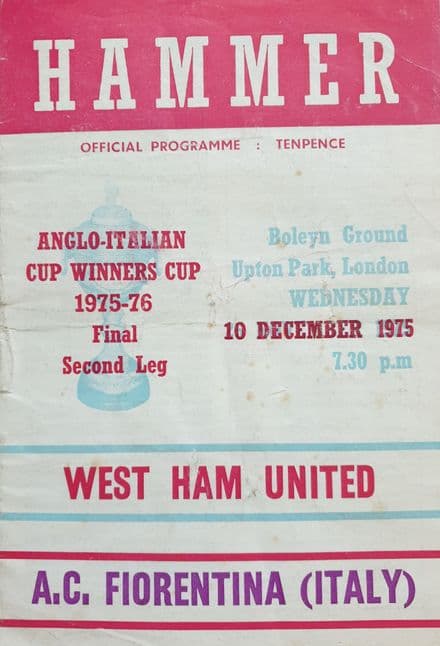 HAMMER
OFFICIAL PROGRAMME : TENPENCE
ANGLO-ITALIAN
CUP WINNERS CUP
1975-76
Final
Second Leg
Boleyn Ground
Upton Park, London
WEDNESDAY
10 DECEMBER 1975
7.30 p.m
WEST HAM UNITED
A.C. FIORENTINA (ITALY)